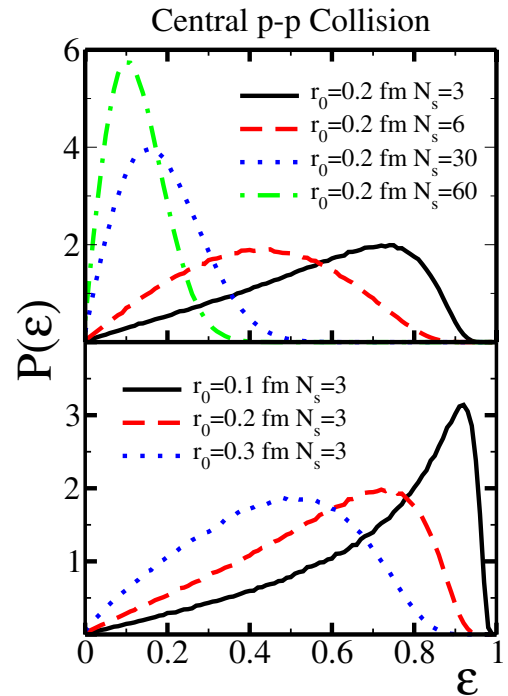 Central p-p Collision
6
r₀=0.2 fm Nₛ=3
r₀=0.2 fm Nₛ=6
r₀=0.2 fm Nₛ=30
r₀=0.2 fm Nₛ=60
4
2
P(ε)
r₀=0.1 fm Nₛ=3
r₀=0.2 fm Nₛ=3
r₀=0.3 fm Nₛ=3
3
2
1
0 0.2 0.4 0.6 0.8 1
ε